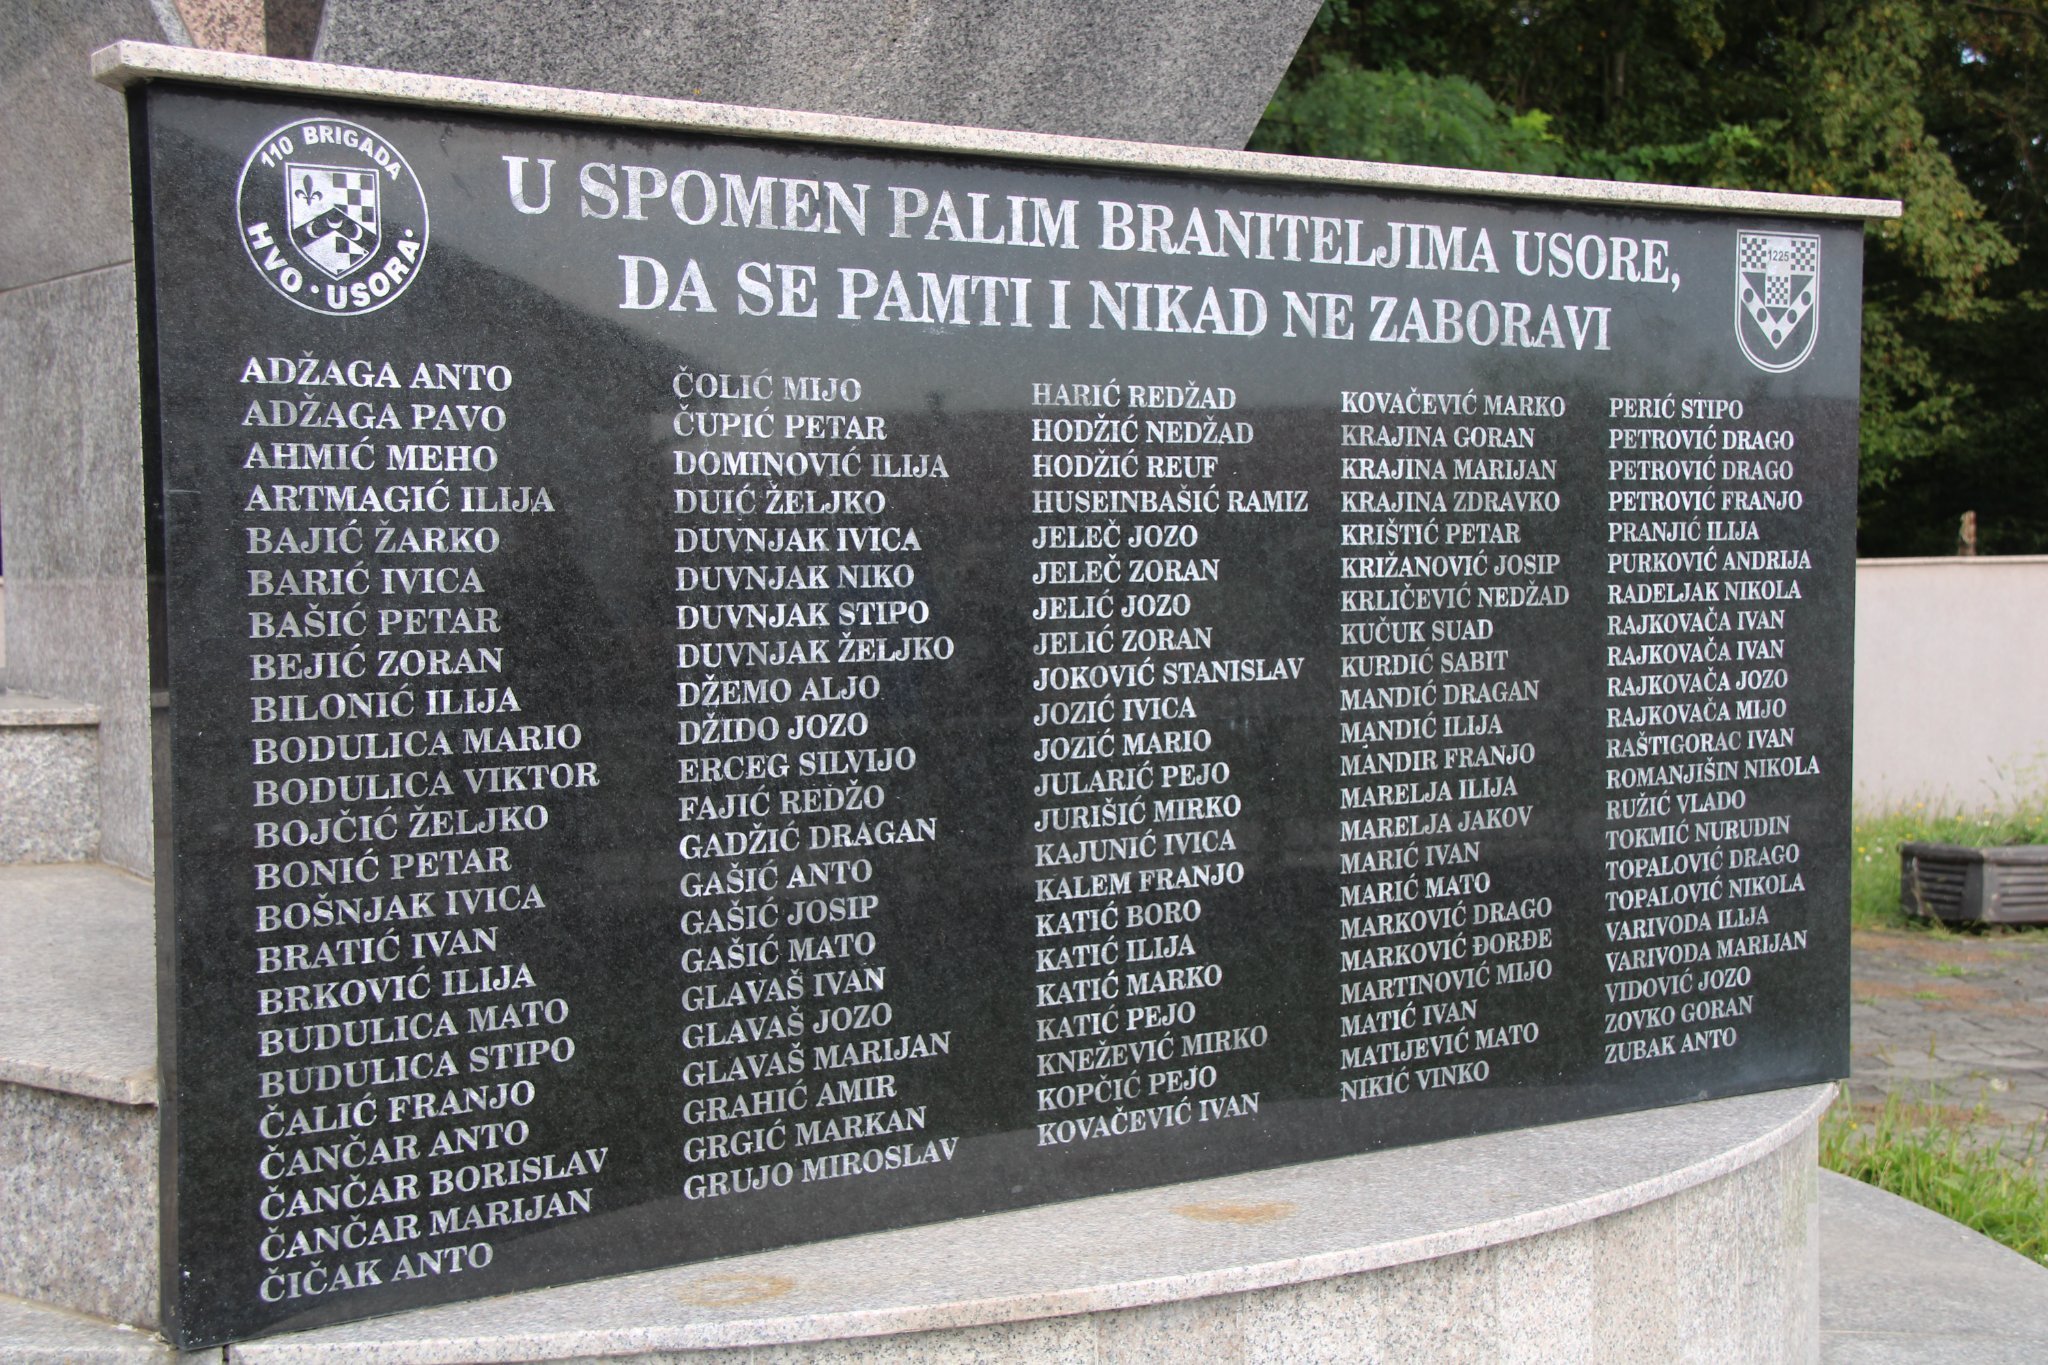 110 BRIGADA
HVO · USORA ·
U SPOMEN PALIM BRANITELJIMA USORE,
DA SE PAMTI I NIKAD NE ZABORAVI
1225
ADŽAGA ANTO
ADŽAGA PAVO
AHMIĆ MEHO
ARTMAGIĆ ILIJA
BAJIĆ ŽARKO
BARIĆ IVICA
BAŠIĆ PETAR
BEJIĆ ZORAN
BILONIĆ ILIJA
BODULICA MARIO
BODULICA VIKTOR
BOJČIĆ ŽELJKO
BONIĆ PETAR
BOŠNJAK IVICA
BRATIĆ IVAN
BRKOVIĆ ILIJA
BUDULICA MATO
BUDULICA STIPO
ČALIĆ FRANJO
ČANČAR ANTO
ČANČAR BORISLAV
ČANČAR MARIJAN
ČIČAK ANTO
ČOLIĆ MIJO
ČUPIĆ PETAR
DOMINOVIĆ ILIJA
DUIĆ ŽELJKO
DUVNJAK IVICA
DUVNJAK NIKO
DUVNJAK STIPO
DUVNJAK ŽELJKO
DŽEMO ALJO
DŽIDO JOZO
ERCEG SILVIJO
FAJIĆ REDŽO
GADŽIĆ DRAGAN
GAŠIĆ ANTO
GAŠIĆ JOSIP
GAŠIĆ MATO
GLAVAŠ IVAN
GLAVAŠ JOZO
GLAVAŠ MARIJAN
GRAHIĆ AMIR
GRGIĆ MARKAN
GRUJO MIROSLAV
HARIĆ REDŽAD
HODŽIĆ NEDŽAD
HODŽIĆ REUF
HUSEINBAŠIĆ RAMIZ
JELEČ JOZO
JELEČ ZORAN
JELIĆ JOZO
JELIĆ ZORAN
JOKOVIĆ STANISLAV
JOZIĆ IVICA
JOZIĆ MARIO
JULARIĆ PEJO
JURIŠIĆ MIRKO
KAJUNIĆ IVICA
KALEM FRANJO
KATIĆ BORO
KATIĆ ILIJA
KATIĆ MARKO
KATIĆ PEJO
KNEŽEVIĆ MIRKO
KOPČIĆ PEJO
KOVAČEVIĆ IVAN
KOVAČEVIĆ MARKO
KRAJINA GORAN
KRAJINA MARIJAN
KRAJINA ZDRAVKO
KRIŠTIĆ PETAR
KRIŽANOVIĆ JOSIP
KRLIČEVIĆ NEDŽAD
KUČUK SUAD
KURDIĆ SABIT
MANDIĆ DRAGAN
MANDIĆ ILIJA
MANDIR FRANJO
MARELJA ILIJA
MARELJA JAKOV
MARIĆ IVAN
MARIĆ MATO
MARKOVIĆ DRAGO
MARKOVIĆ ĐORĐE
MARTINOVIĆ MIJO
MATIĆ IVAN
MATIJEVIĆ MATO
NIKIĆ VINKO
PERIĆ STIPO
PETROVIĆ DRAGO
PETROVIĆ DRAGO
PETROVIĆ FRANJO
PRANJIĆ ILIJA
PURKOVIĆ ANDRIJA
RADELJAK NIKOLA
RAJKOVAČA IVAN
RAJKOVAČA IVAN
RAJKOVAČA JOZO
RAJKOVAČA MIJO
RAŠTIGORAC IVAN
ROMANJIŠIN NIKOLA
RUŽIĆ VLADO
TOKMIĆ NURUDIN
TOPALOVIĆ DRAGO
TOPALOVIĆ NIKOLA
VARIVODA ILIJA
VARIVODA MARIJAN
VIDOVIĆ JOZO
ZOVKO GORAN
ZUBAK ANTO